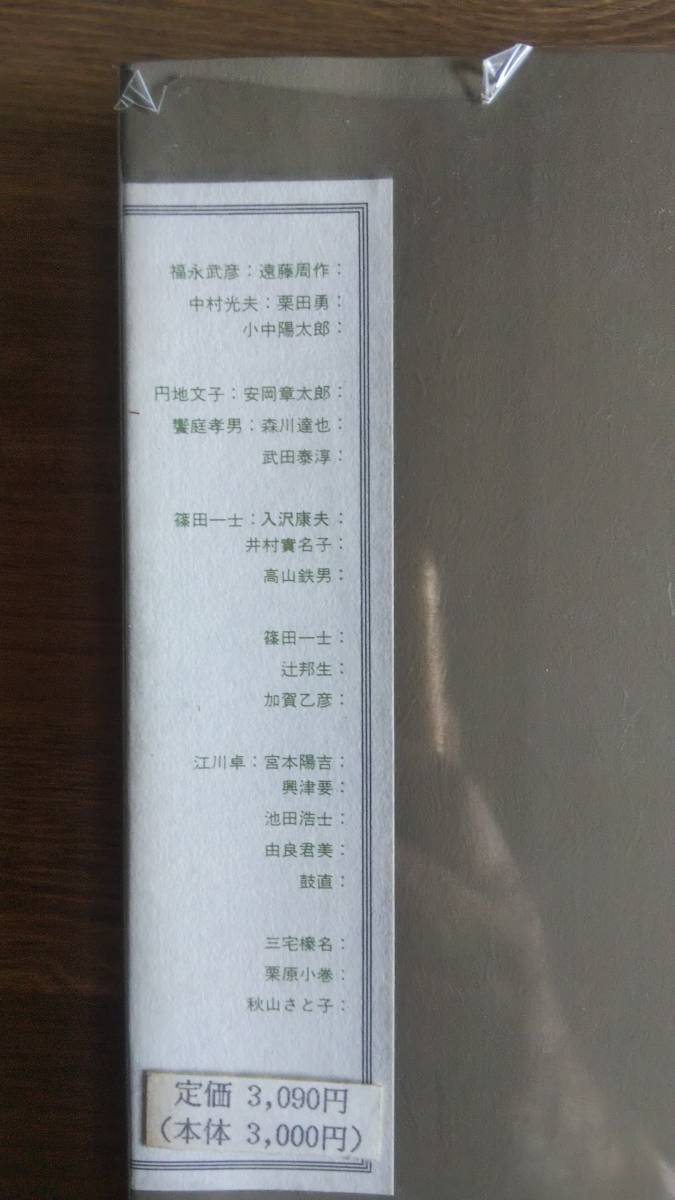 福永武彦：遠藤周作：
中村光夫：栗田勇：
小中陽太郎：
円地文子：安岡章太郎：
饗庭孝男：森川達也：
武田泰淳：
篠田一士：入沢康夫：
井村實名子：
高山鉄男：
篠田一士：
辻邦生：
加賀乙彦：
江川卓：宮本陽吉：
興津要：
池田浩士：
由良君美：
鼓直：
三宅榛名：
栗原小巻：
秋山さと子：
定価 3,090円
（本体 3,000円）